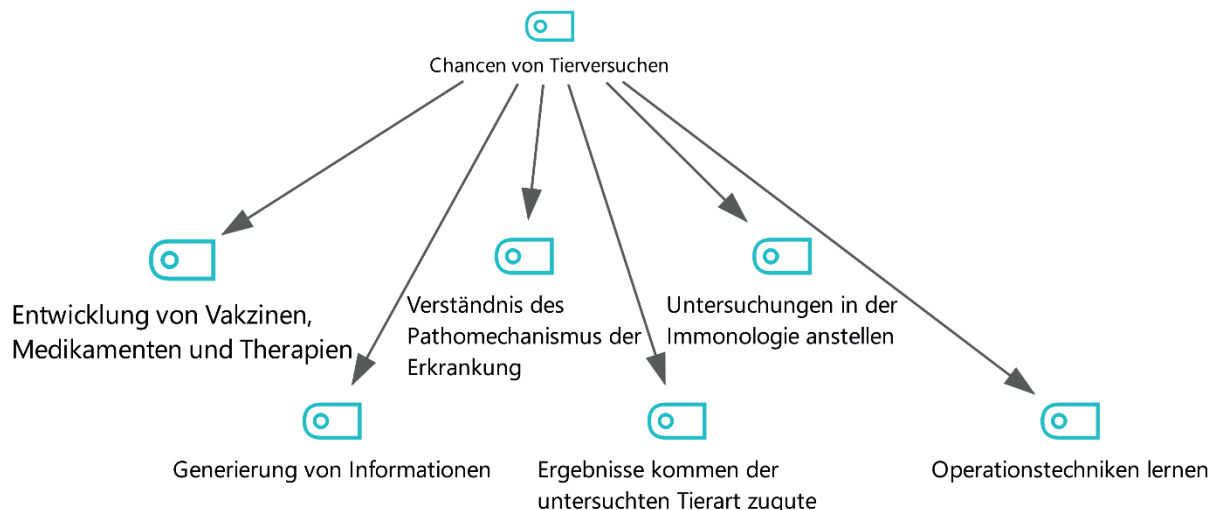 Chancen von Tierversuchen
Entwicklung von Vakzinen,
Medikamenten und Therapien
Verständnis des
Pathomechanismus der
Erkrankung
Untersuchungen in der
Immonologie anstellen
Generierung von Informationen
Ergebnisse kommen der
untersuchten Tierart zugute
Operationstechniken lernen